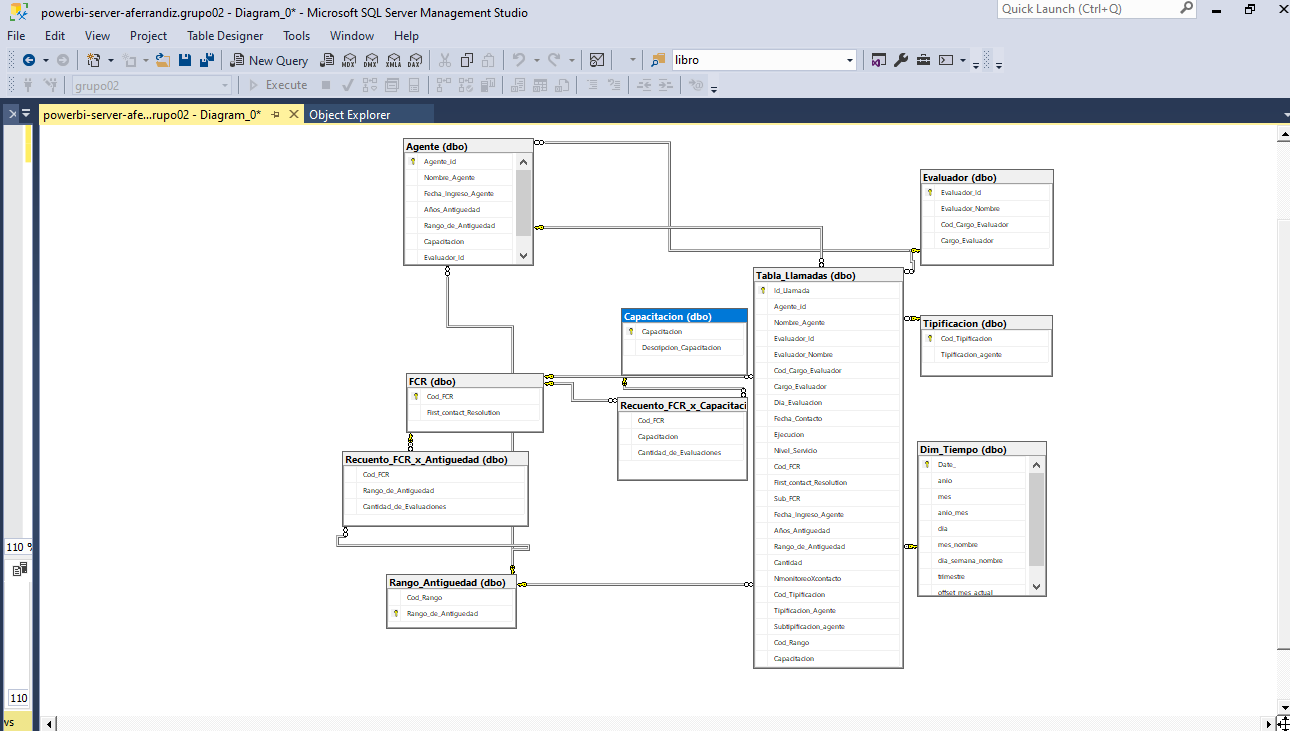 powerbi-server-aferrandiz.grupo02 - Diagram_0* - Microsoft SQL Server Management Studio
Quick Launch (Ctrl+Q)
File Edit View Project Table Designer Tools Window Help
New Query
MDX DMX XMLA DAX
libro
grupo02
Execute
powerbi-server-afe...rupo02 - Diagram_0*
Object Explorer
Agente (dbo)
Agente_id
Nombre_Agente
Fecha_Ingreso_Agente
Años_Antiguedad
Rango_de_Antiguedad
Capacitacion
Evaluador_Id
Evaluador (dbo)
Evaluador_Id
Evaluador_Nombre
Cod_Cargo_Evaluador
Cargo_Evaluador
Tabla_Llamadas (dbo)
Id_Llamada
Agente_id
Nombre_Agente
Evaluador_Id
Evaluador_Nombre
Cod_Cargo_Evaluador
Cargo_Evaluador
Dia_Evaluacion
Fecha_Contacto
Ejecucion
Nivel_Servicio
Cod_FCR
First_contact_Resolution
Sub_FCR
Fecha_Ingreso_Agente
Años_Antiguedad
Rango_de_Antiguedad
Cantidad
NmonitoreoXcontacto
Cod_Tipificacion
Tipificacion_Agente
Subtipificacion_agente
Cod_Rango
Capacitacion
Capacitacion (dbo)
Capacitacion
Descripcion_Capacitacion
Tipificacion (dbo)
Cod_Tipificacion
Tipificacion_agente
FCR (dbo)
Cod_FCR
First_contact_Resolution
Recuento_FCR_x_Capacitaci
Cod_FCR
Capacitacion
Cantidad_de_Evaluaciones
Recuento_FCR_x_Antiguedad (dbo)
Cod_FCR
Rango_de_Antiguedad
Cantidad_de_Evaluaciones
Dim_Tiempo (dbo)
Date_
anio
mes
anio_mes
dia
mes_nombre
dia_semana_nombre
trimestre
offset_mes_actual
Rango_Antiguedad (dbo)
Cod_Rango
Rango_de_Antiguedad
110 %
110
vs